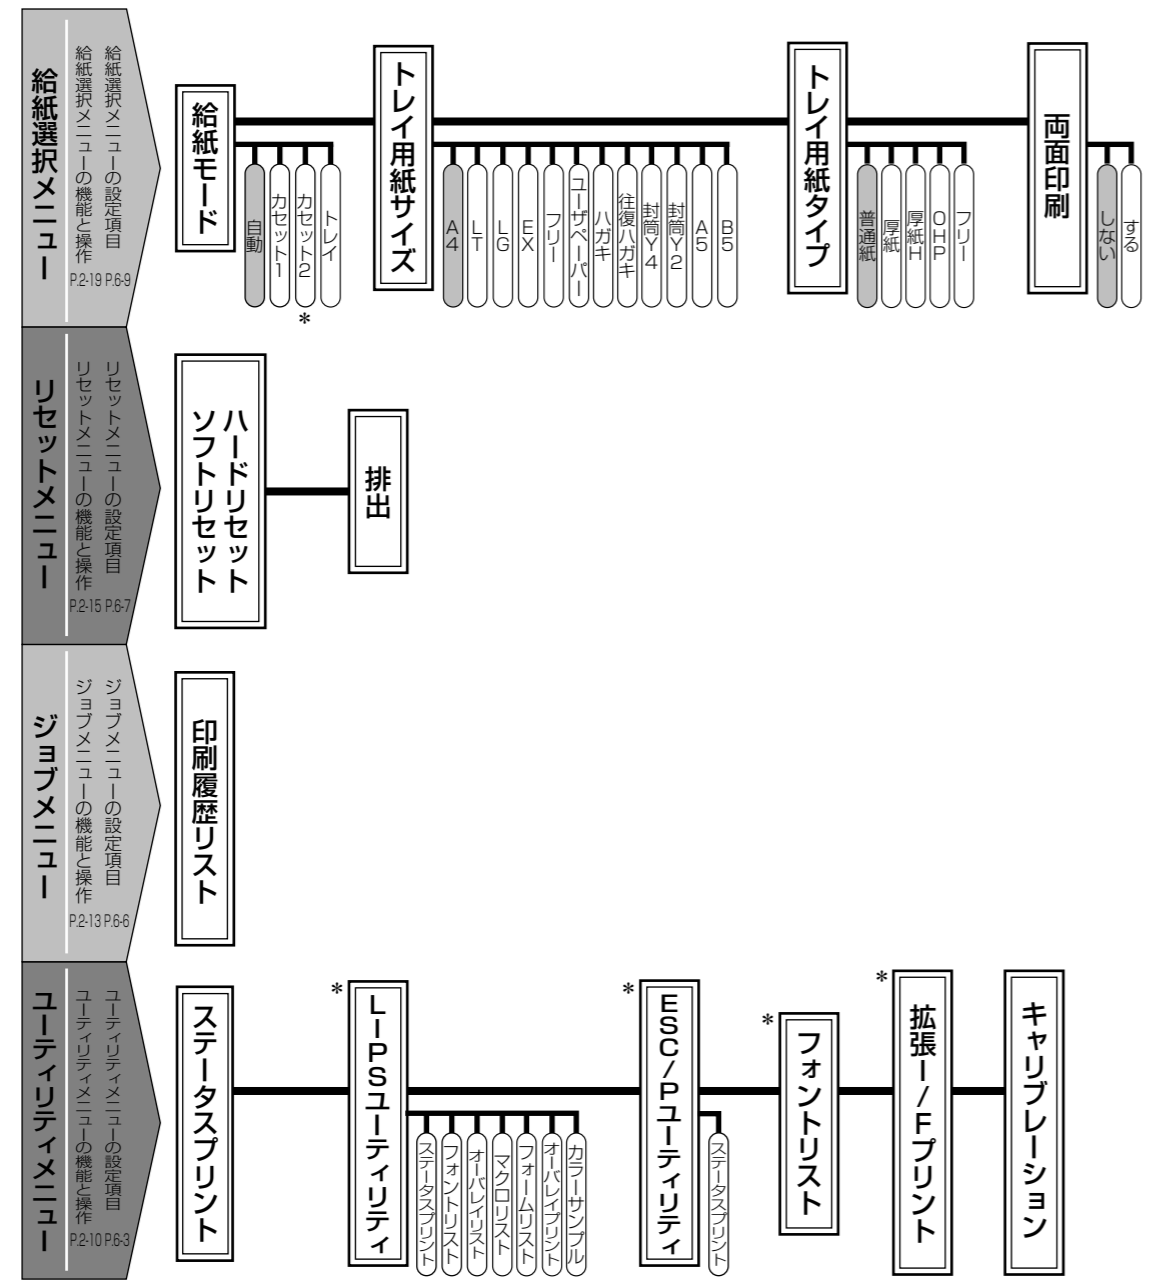 給紙選択メニュー
給紙選択メニューの機能と操作 P.2-19
給紙選択メニューの設定項目 P.6-9
給紙モード
自動
カセット1
カセット2
*
トレイ
トレイ用紙サイズ
A4
LT
LG
EX
フリー
ユーザペーパー
ハガキ
往復ハガキ
封筒Y4
封筒Y2
A5
B5
トレイ用紙タイプ
普通紙
厚紙
厚紙H
OHP
フリー
両面印刷
しない
する
リセットメニュー
リセットメニューの機能と操作 P.2-15
リセットメニューの設定項目 P.6-7
ソフトリセット
ハードリセット
排出
ジョブメニュー
ジョブメニューの機能と操作 P.2-13
ジョブメニューの設定項目 P.6-6
印刷履歴リスト
ユーティリティメニュー
ユーティリティメニューの機能と操作 P.2-10
ユーティリティメニューの設定項目 P.6-3
ステータスプリント
*
LIPSユーティリティ
ステータスプリント
フォントリスト
オーバレイリスト
マクロリスト
フォームリスト
オーバレイプリント
カラーサンプル
*
ESC/Pユーティリティ
ステータスプリント
*
フォントリスト
*
拡張I/Fプリント
キャリブレーション